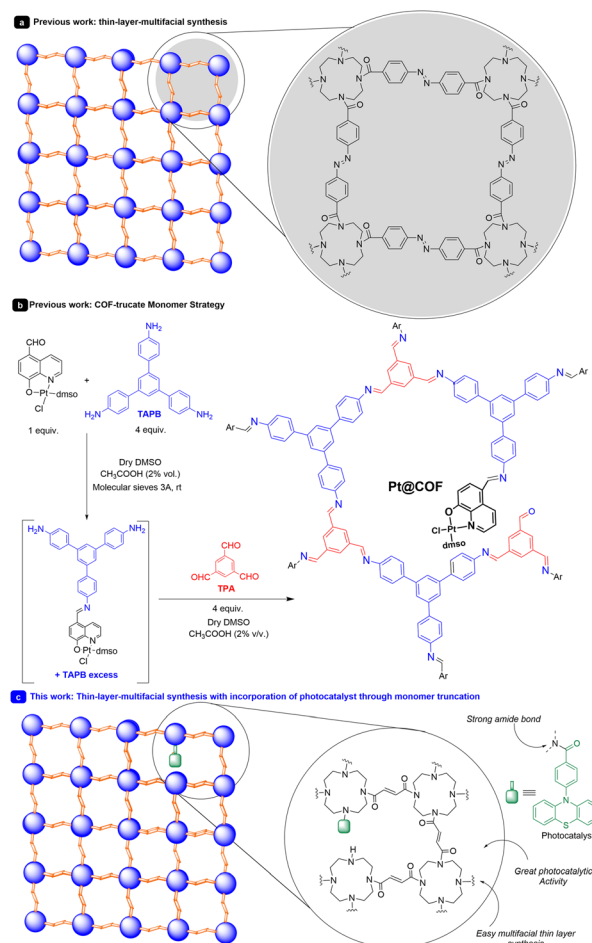 a Previous work: thin-layer-multifacial synthesis
N N
N N
N N
N N
O
O
N
N
O
O
N N
N N
N
N
N
N
O
O
O
O
N N
N N
N
N
N N
N N
b Previous work: COF-trucate Monomer Strategy
CHO
N
O Pt dmso
Cl
1 equiv.
+
NH2
H2N
NH2
TAPB
4 equiv.
Dry DMSO
CH3COOH (2% vol.)
Molecular sieves 3A, rt
H2N
NH2
N
N
O Pt dmso
Cl
+ TAPB excess
CHO
OHC
CHO
TPA
4 equiv.
Dry DMSO
CH3COOH (2% v/v.)
Ar
N
N
N
N
Ar
Ar
N
N
N
Pt@COF
O
Cl Pt N
dmso
O
N
N
N
N
Ar
Ar
N
Ar
c This work: Thin-layer-multifacial synthesis with incorporation of photocatalyst through monomer truncation
Strong amide bond
N O
N
S
Photocatalyst
Great photocatalytic
Activity
Easy multifacial thin layer
synthesis
N
N N
N
O
O
N
N N
N
O
O
H
N
N N
N
O
O
N
N N
N